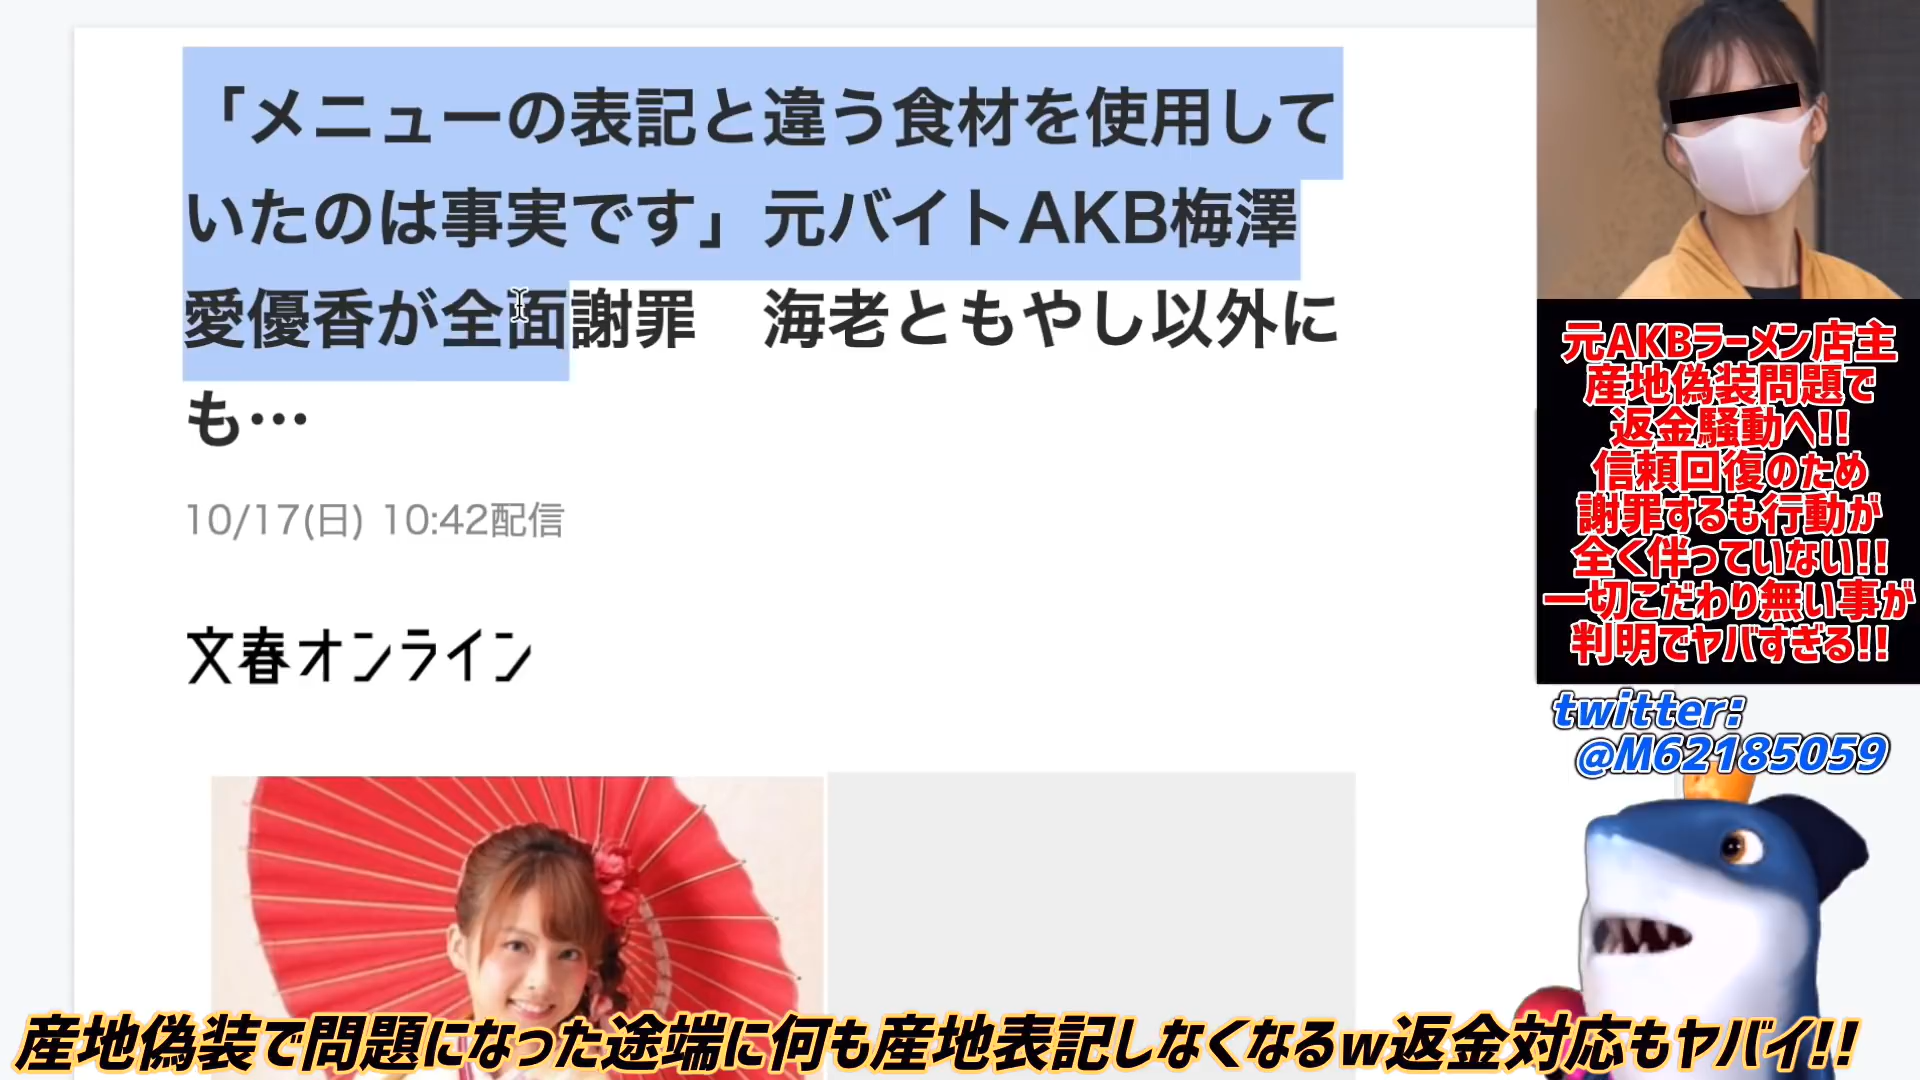 「メニューの表記と違う食材を使用して
いたのは事実です」元バイトAKB梅澤
愛優香が全面謝罪　海老ともやし以外に
も…
10/17(日) 10:42配信
文春オンライン
元AKBラーメン店主
産地偽装問題で
返金騒動へ!!
信頼回復のため
謝罪するも行動が
全く伴っていない!!
一切こだわり無い事が
判明でヤバすぎる!!
twitter:
@M62185059
産地偽装で問題になった途端に何も産地表記しなくなるw返金対応もヤバイ!!